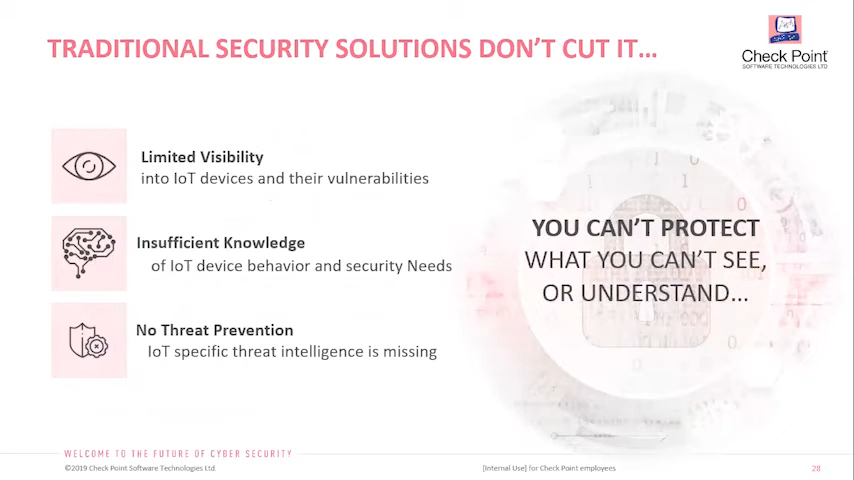 TRADITIONAL SECURITY SOLUTIONS DON'T CUT IT...
Check Point
SOFTWARE TECHNOLOGIES LTD
Limited Visibility
into IoT devices and their vulnerabilities
Insufficient Knowledge
of IoT device behavior and security Needs
No Threat Prevention
IoT specific threat intelligence is missing
YOU CAN'T PROTECT
WHAT YOU CAN'T SEE,
OR UNDERSTAND...
WELCOME TO THE FUTURE OF CYBER SECURITY
©2019 Check Point Software Technologies Ltd.
[Internal Use] for Check Point employees
28